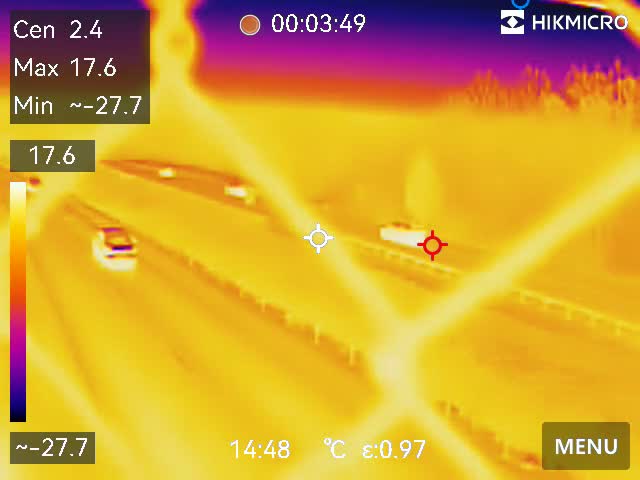 Cen 2.4
Max 17.6
Min ~-27.7
00:03:49
HIKMICRO
17.6
~-27.7
14:48 ℃ ε:0.97
MENU